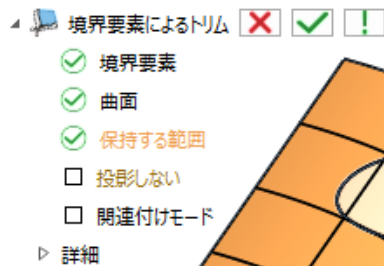 境界要素によるトリム
境界要素
曲面
保持する範囲
投影しない
関連付けモード
詳細